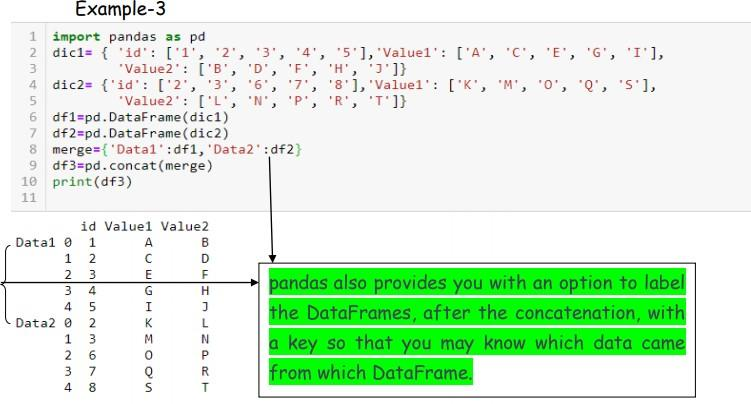 Example-3
1 import pandas as pd
2 dic1= { 'id': ['1', '2', '3', '4', '5'],'Value1': ['A', 'C', 'E', 'G', 'I'],
3 'Value2': ['B', 'D', 'F', 'H', 'J']}
4 dic2= {'id': ['2', '3', '6', '7', '8'],'Value1': ['K', 'M', 'O', 'Q', 'S'],
5 'Value2': ['L', 'N', 'P', 'R', 'T']}
6 df1=pd.DataFrame(dic1)
7 df2=pd.DataFrame(dic2)
8 merge={'Data1':df1,'Data2':df2}
9 df3=pd.concat(merge)
10 print(df3)
11
id Value1 Value2
Data1 0 1 A B
1 2 C D
2 3 E F
3 4 G H
4 5 I J
Data2 0 2 K L
1 3 M N
2 6 O P
3 7 Q R
4 8 S T
pandas also provides you with an option to label
the DataFrames, after the concatenation, with
a key so that you may know which data came
from which DataFrame.